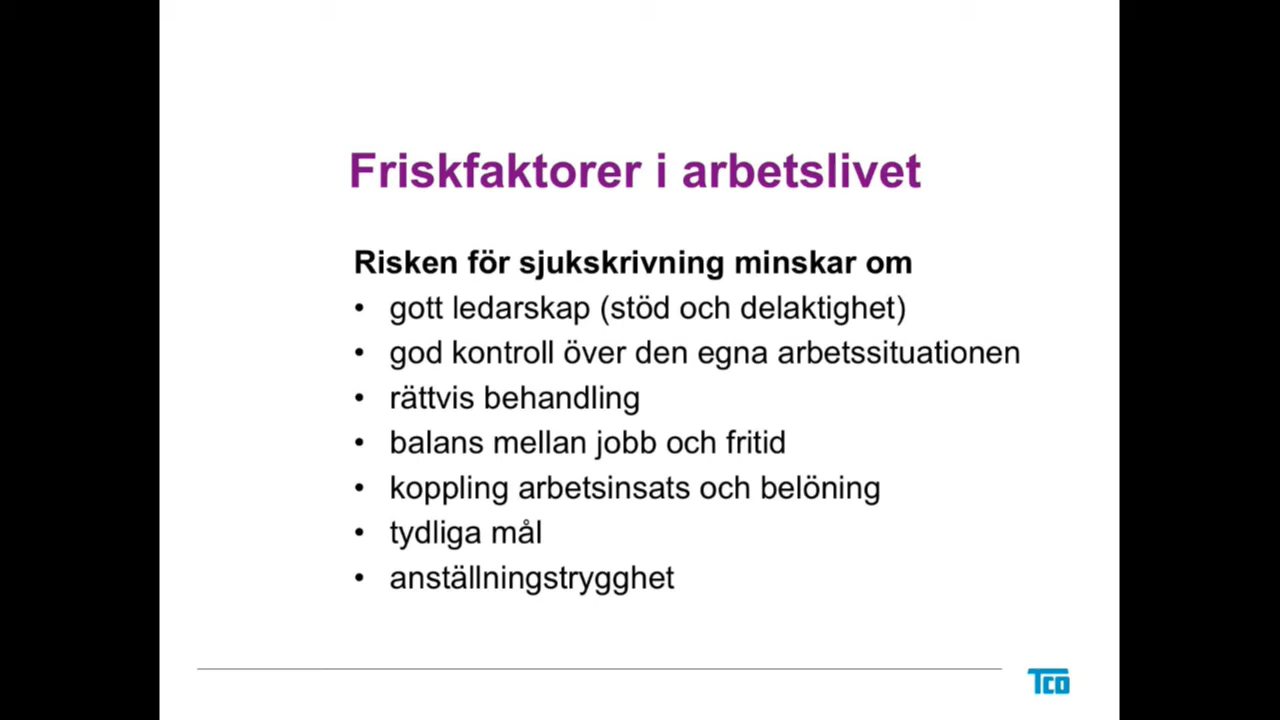 Friskfaktorer i arbetslivet
Risken för sjukskrivning minskar om
• gott ledarskap (stöd och delaktighet)
• god kontroll över den egna arbetssituationen
• rättvis behandling
• balans mellan jobb och fritid
• koppling arbetsinsats och belöning
• tydliga mål
• anställningstrygghet
TCO